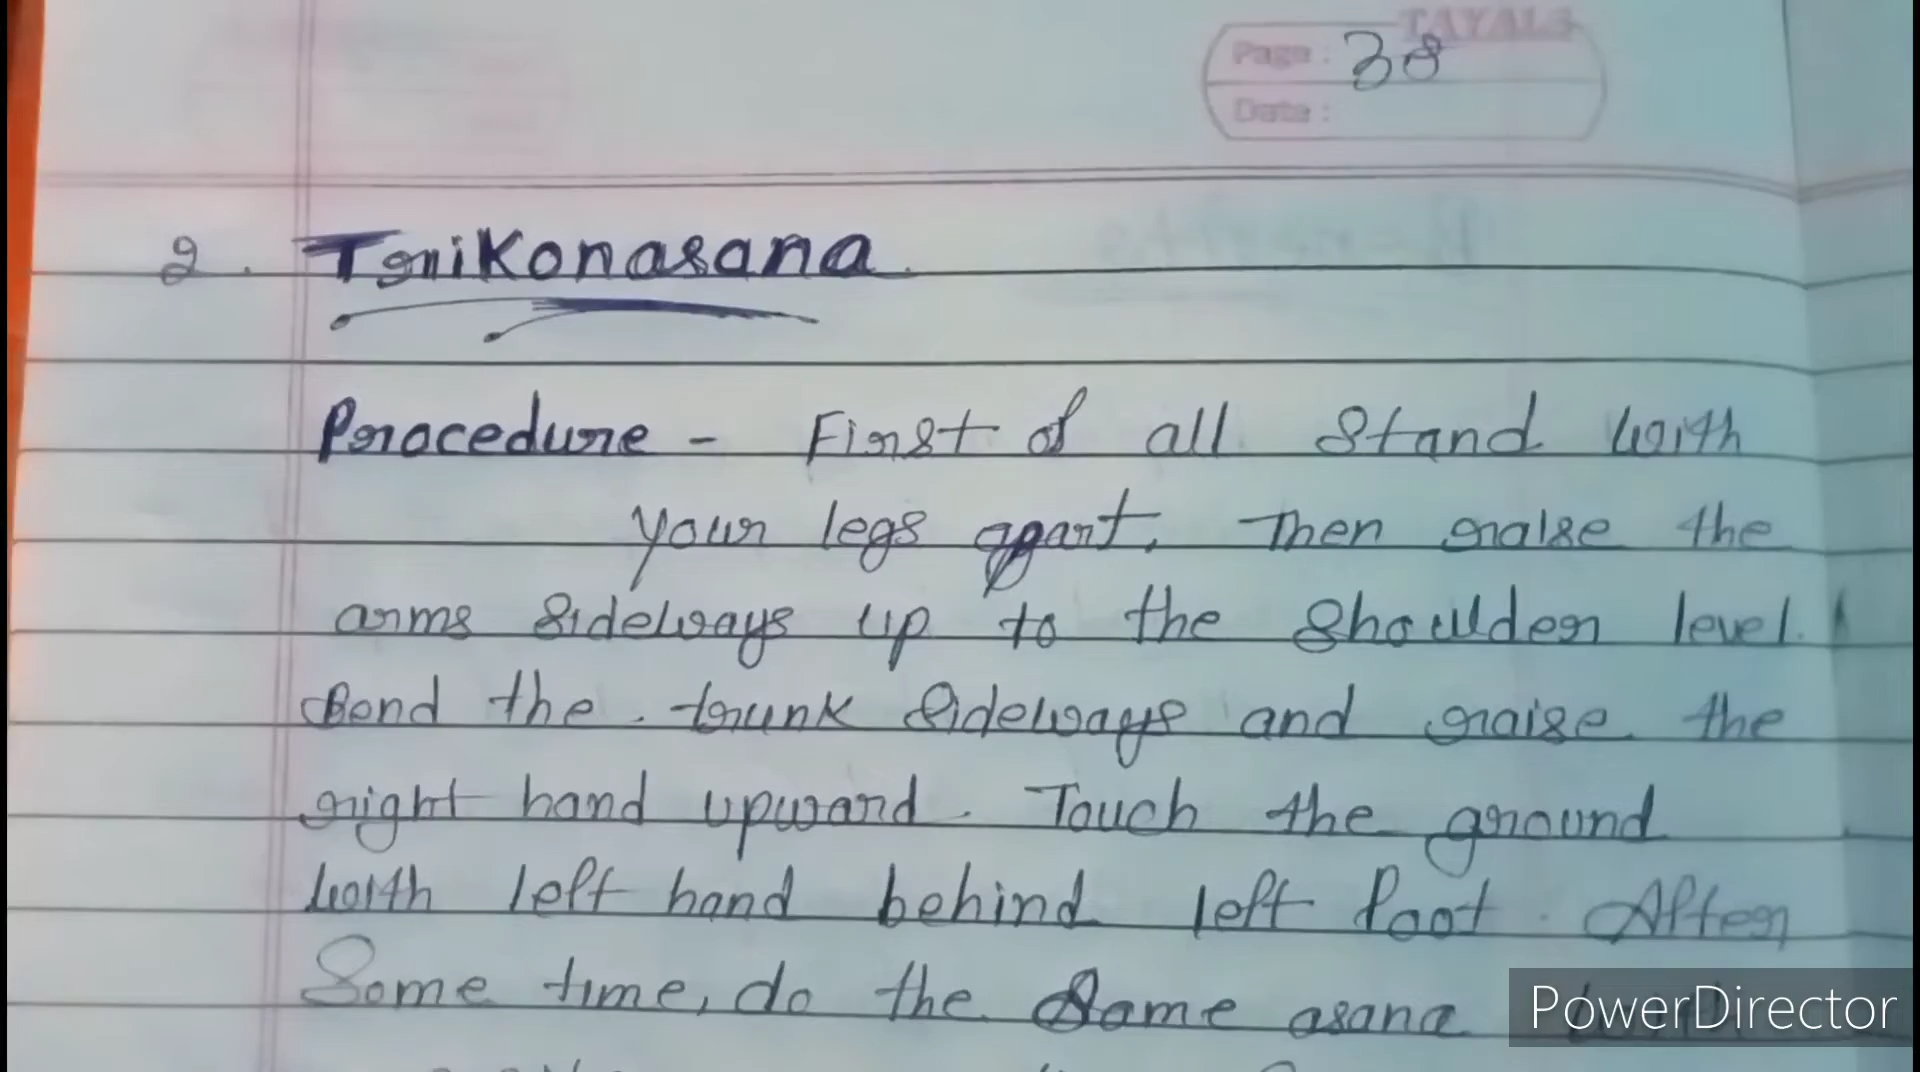 TAYALS
Page : 38
Date :
2. Trikonasana
Procedure - First of all stand with
your legs apart. Then raise the
arms sideways up to the shoulder level.
Bend the trunk sideways and raise the
right hand upward. Touch the ground
with left hand behind left foot. After
Some time, do the same asana with
PowerDirector